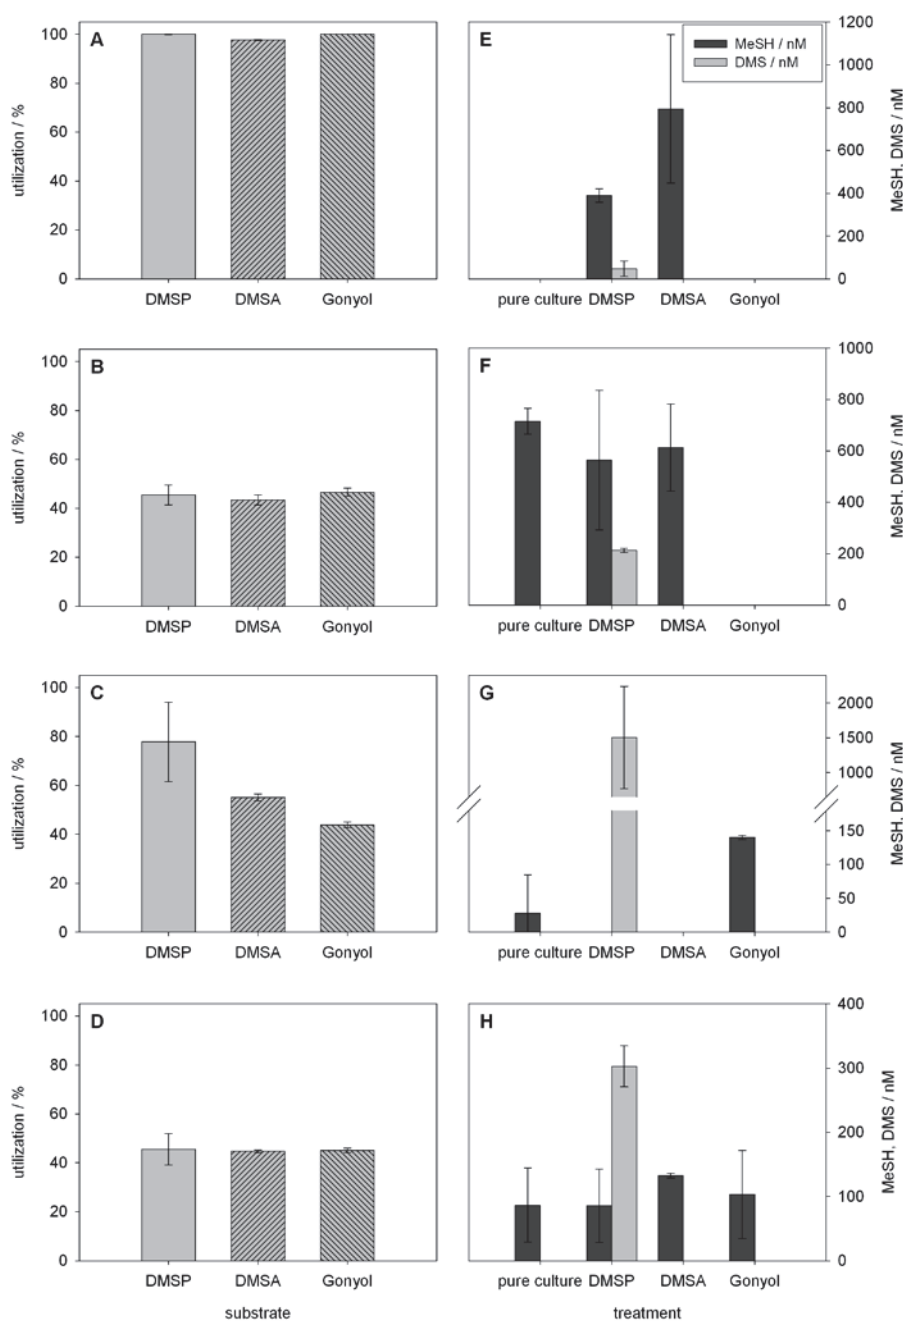 A
100
80
60
40
20
0
utilization / %
DMSP DMSA Gonyol
E
MeSH / nM
DMS / nM
1200
1000
800
600
400
200
0
MeSH, DMS / nM
pure culture DMSP DMSA Gonyol
B
100
80
60
40
20
0
utilization / %
DMSP DMSA Gonyol
F
1000
800
600
400
200
0
MeSH, DMS / nM
pure culture DMSP DMSA Gonyol
C
100
80
60
40
20
0
utilization / %
DMSP DMSA Gonyol
G
2000
1500
1000
150
100
50
0
MeSH, DMS / nM
pure culture DMSP DMSA Gonyol
D
100
80
60
40
20
0
utilization / %
DMSP DMSA Gonyol
substrate
H
400
300
200
100
0
MeSH, DMS / nM
pure culture DMSP DMSA Gonyol
treatment